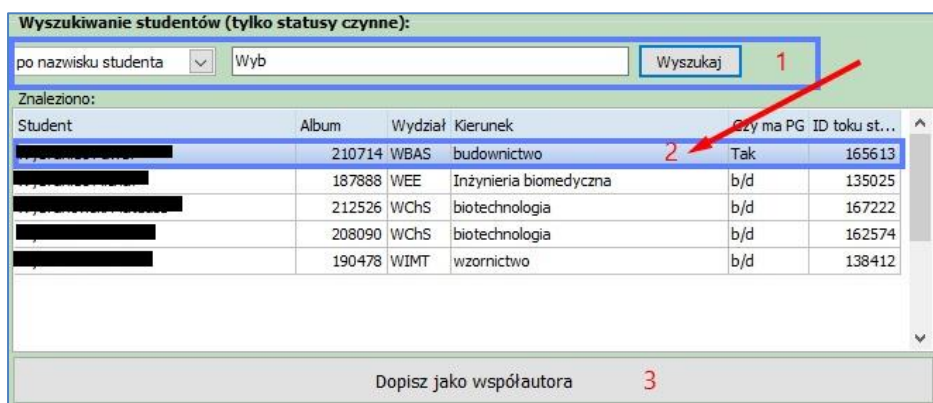 Wyszukiwanie studentów (tylko statusy czynne):
po nazwisku studenta Wyb Wyszukaj 1
Znaleziono:
Student Album Wydział Kierunek Czy ma PG ID toku st...
210714 WBAS budownictwo 2 Tak 165613
187888 WEE Inżynieria biomedyczna b/d 135025
212526 WChS biotechnologia b/d 167222
208090 WChS biotechnologia b/d 162574
190478 WIMT wzornictwo b/d 138412
Dopisz jako współautora 3